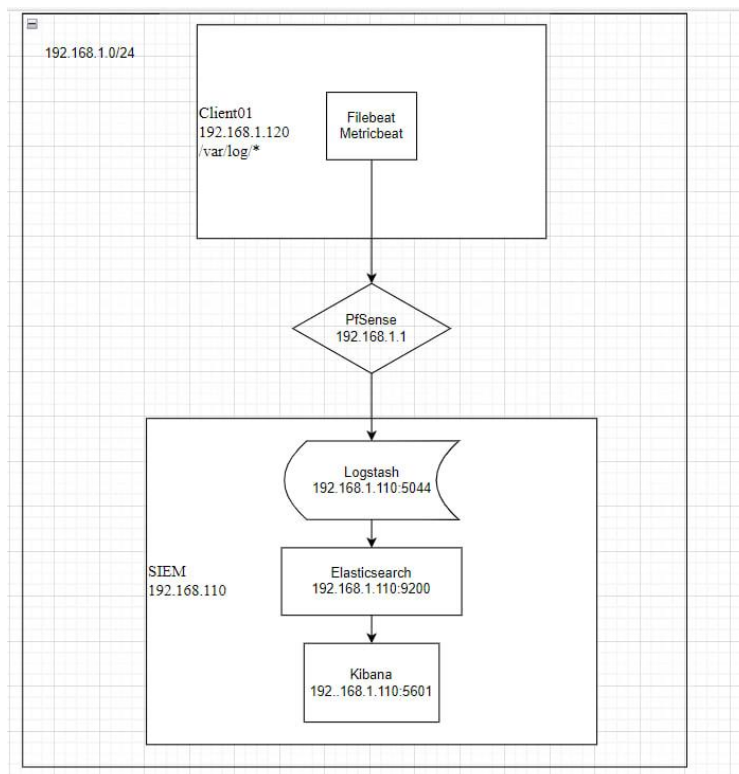 192.168.1.0/24
Client01
192.168.1.120
/var/log/*
Filebeat
Metricbeat
PfSense
192.168.1.1
Logstash
192.168.1.110:5044
SIEM
192.168.110
Elasticsearch
192.168.1.110:9200
Kibana
192..168.1.110:5601